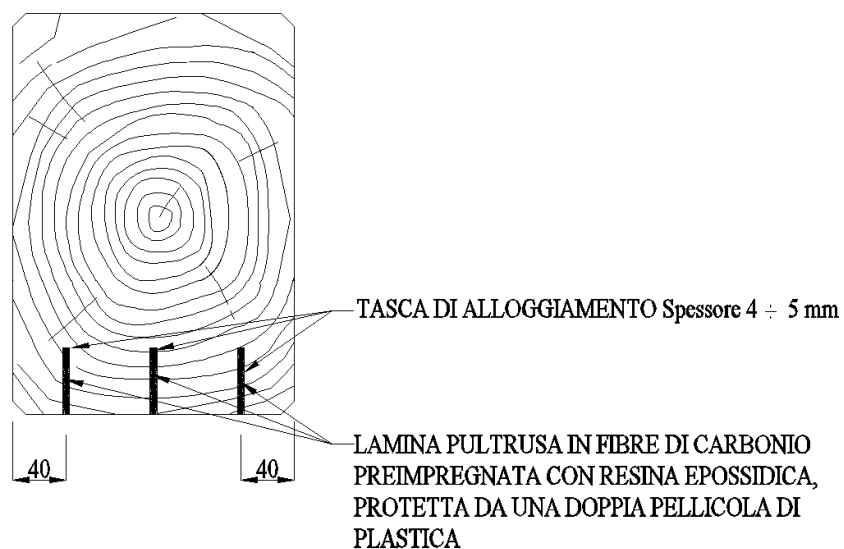 TASCA DI ALLOGGIAMENTO Spessore 4 ÷ 5 mm
LAMINA PULTRUSA IN FIBRE DI CARBONIO
PREIMPREGNATA CON RESINA EPOSSIDICA,
PROTETTA DA UNA DOPPIA PELLICOLA DI
PLASTICA
40
40